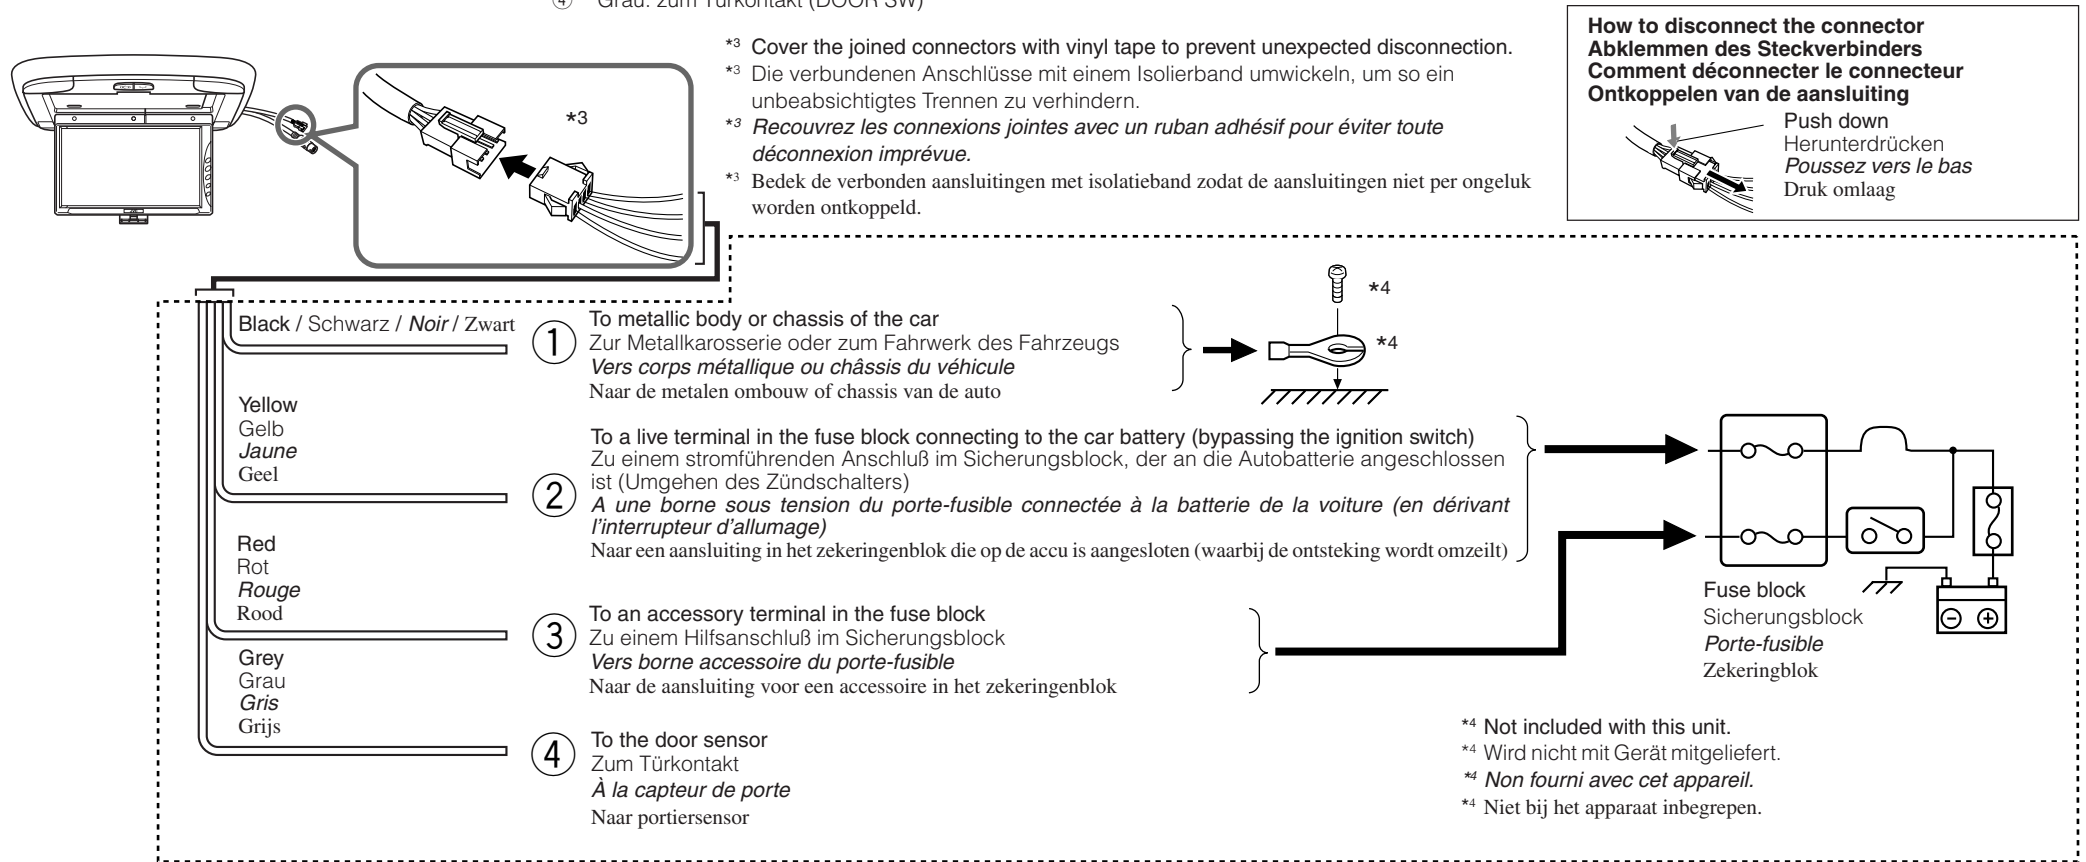 ④ Grau: zum Türkontakt (DOOR SW)
*3 Cover the joined connectors with vinyl tape to prevent unexpected disconnection.
*3 Die verbundenen Anschlüsse mit einem Isolierband umwickeln, um so ein
unbeabsichtigtes Trennen zu verhindern.
*3 Recouvrez les connexions jointes avec un ruban adhésif pour éviter toute
déconnexion imprévue.
*3 Bedek de verbonden aansluitingen met isolatieband zodat de aansluitingen niet per ongeluk
worden ontkoppeld.
*3
How to disconnect the connector
Abklemmen des Steckverbinders
Comment déconnecter le connecteur
Ontkoppelen van de aansluiting
Push down
Herunterdrücken
Poussez vers le bas
Druk omlaag
Black / Schwarz / Noir / Zwart
①
To metallic body or chassis of the car
Zur Metallkarosserie oder zum Fahrwerk des Fahrzeugs
Vers corps métallique ou châssis du véhicule
Naar de metalen ombouw of chassis van de auto
*4
*4
Yellow
Gelb
Jaune
Geel
②
To a live terminal in the fuse block connecting to the car battery (bypassing the ignition switch)
Zu einem stromführenden Anschluß im Sicherungsblock, der an die Autobatterie angeschlossen
ist (Umgehen des Zündschalters)
A une borne sous tension du porte-fusible connectée à la batterie de la voiture (en dérivant
l'interrupteur d'allumage)
Naar een aansluiting in het zekeringenblok die op de accu is aangesloten (waarbij de ontsteking wordt omzeilt)
Red
Rot
Rouge
Rood
③
To an accessory terminal in the fuse block
Zu einem Hilfsanschluß im Sicherungsblock
Vers borne accessoire du porte-fusible
Naar de aansluiting voor een accessoire in het zekeringenblok
Fuse block
Sicherungsblock
Porte-fusible
Zekeringblok
Grey
Grau
Gris
Grijs
④
To the door sensor
Zum Türkontakt
À la capteur de porte
Naar portiersensor
*4 Not included with this unit.
*4 Wird nicht mit Gerät mitgeliefert.
*4 Non fourni avec cet appareil.
*4 Niet bij het apparaat inbegrepen.